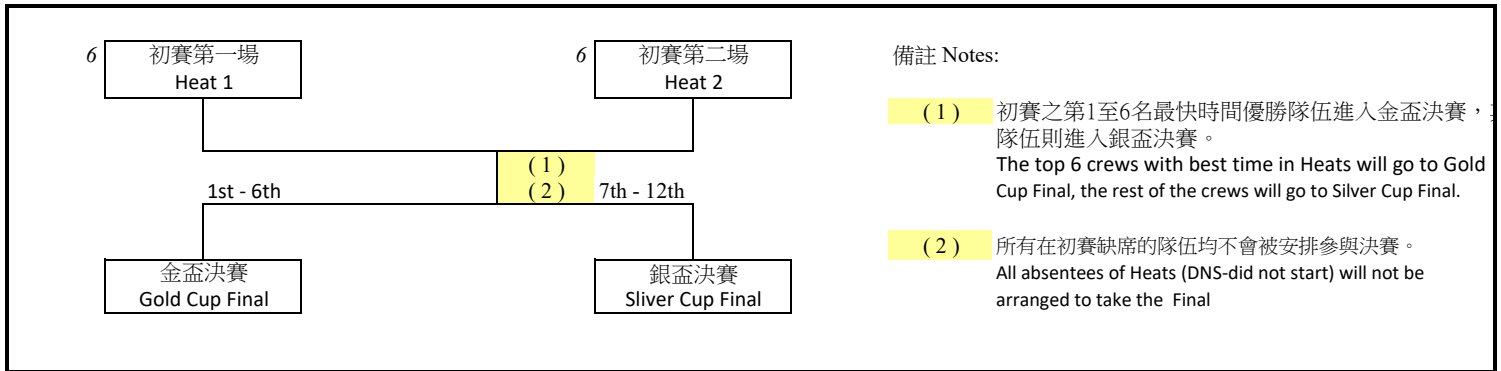 6 初賽第一場
Heat 1
6 初賽第二場
Heat 2
( 1 )
( 2 )
1st - 6th
7th - 12th
金盃決賽
Gold Cup Final
銀盃決賽
Sliver Cup Final
備註 Notes:
( 1 ) 初賽之第1至6名最快時間優勝隊伍進入金盃決賽，
隊伍則進入銀盃決賽。
The top 6 crews with best time in Heats will go to Gold
Cup Final, the rest of the crews will go to Silver Cup Final.
( 2 ) 所有在初賽缺席的隊伍均不會被安排參與決賽。
All absentees of Heats (DNS-did not start) will not be
arranged to take the Final